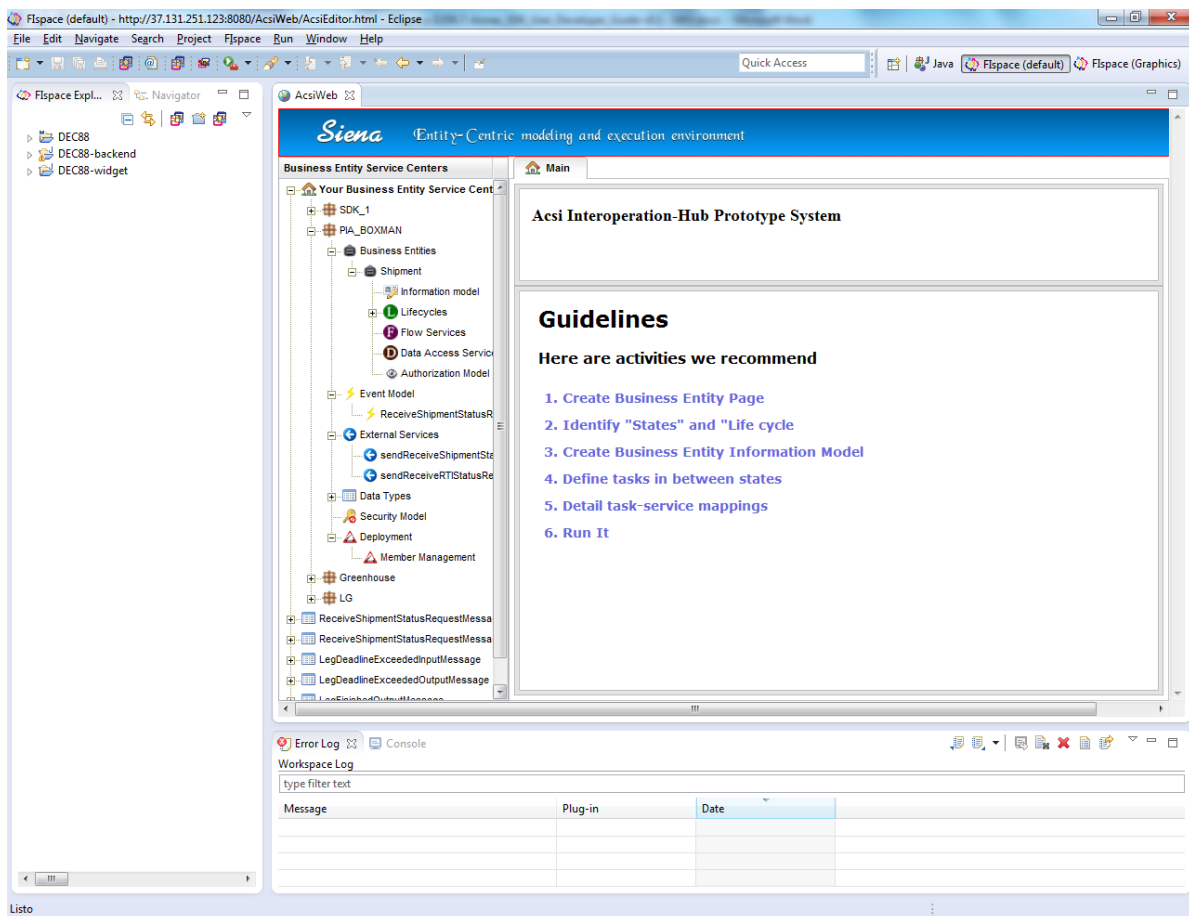 FIspace (default) - http://37.131.251.123:8080/AcsiWeb/AcsiEditor.html - Eclipse
File Edit Navigate Search Project FIspace Run Window Help
Quick Access
Java FIspace (default) FIspace (Graphics)
FIspace Expl... Navigator
DEC88
DEC88-backend
DEC88-widget
AcsiWeb
Siena Entity-Centric modeling and execution environment
Business Entity Service Centers
Your Business Entity Service Cent
SDK_1
PIA_BOXMAN
Business Entities
Shipment
Information model
Lifecycles
Flow Services
Data Access Servic
Authorization Model
Event Model
ReceiveShipmentStatusR
External Services
sendReceiveShipmentSta
sendReceiveRTIStatusRe
Data Types
Security Model
Deployment
Member Management
Greenhouse
LG
ReceiveShipmentStatusRequestMessa
ReceiveShipmentStatusRequestMessa
LegDeadlineExceededInputMessage
LegDeadlineExceededOutputMessage
LegFinishedOutputMessage
Main
Acsi Interoperation-Hub Prototype System
Guidelines
Here are activities we recommend
1. Create Business Entity Page
2. Identify "States" and "Life cycle
3. Create Business Entity Information Model
4. Define tasks in between states
5. Detail task-service mappings
6. Run It
Error Log Console
Workspace Log
type filter text
Message Plug-in Date
Listo